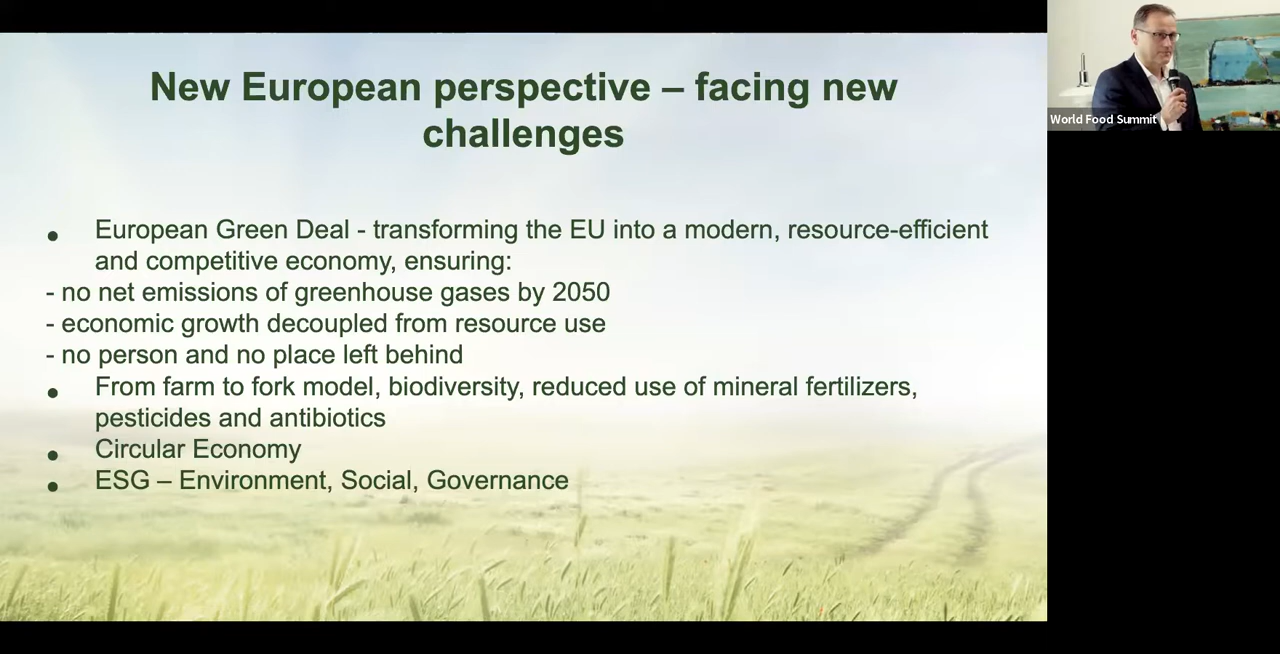 New European perspective – facing new
challenges
World Food Summit
• European Green Deal - transforming the EU into a modern, resource-efficient
and competitive economy, ensuring:
- no net emissions of greenhouse gases by 2050
- economic growth decoupled from resource use
- no person and no place left behind
• From farm to fork model, biodiversity, reduced use of mineral fertilizers,
pesticides and antibiotics
• Circular Economy
• ESG – Environment, Social, Governance